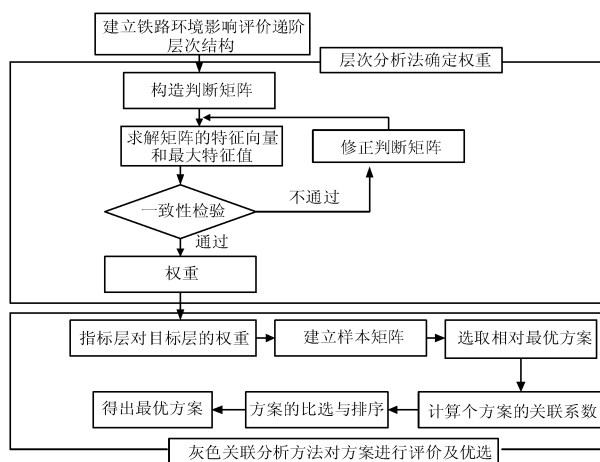 建立铁路环境影响评价递阶
层次结构
层次分析法确定权重
构造判断矩阵
求解矩阵的特征向量
和最大特征值
修正判断矩阵
一致性检验
不通过
通过
权重
指标层对目标层的权重
建立样本矩阵
选取相对最优方案
得出最优方案
方案的比选与排序
计算个方案的关联系数
灰色关联分析方法对方案进行评价及优选